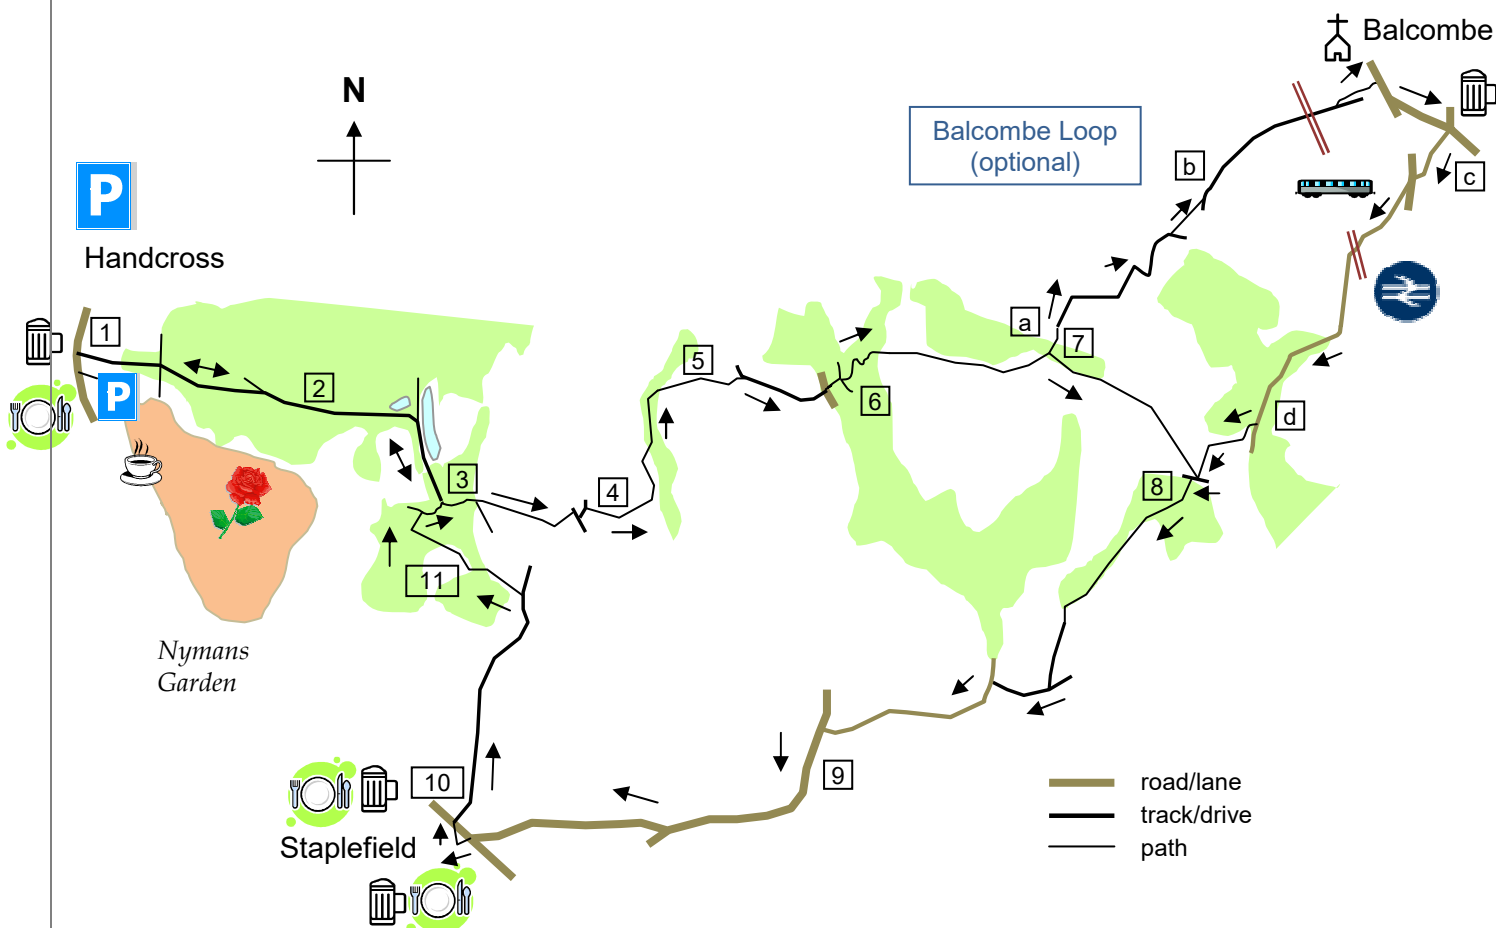 Balcombe
N
Balcombe Loop
(optional)
b
c
P
Handcross
1
a
7
5
P
2
6
d
3
4
8
11
Nymans
Garden
10
9
road/lane
track/drive
path
Staplefield